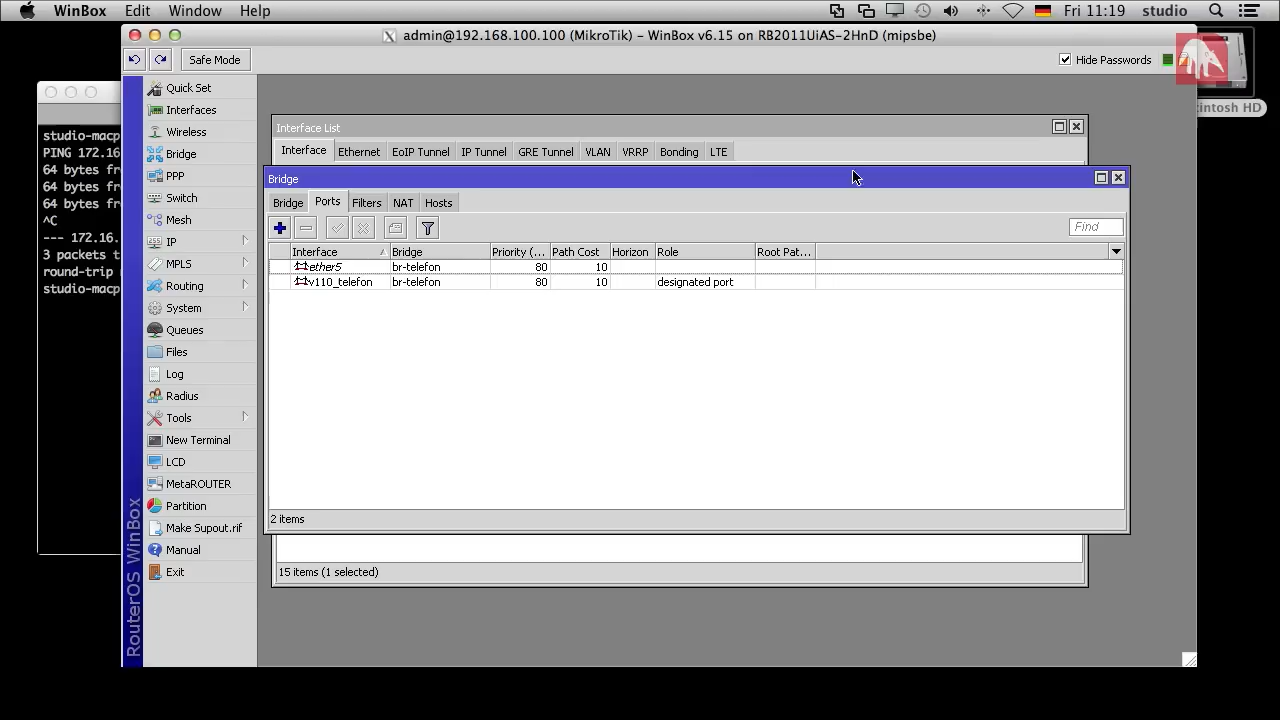 WinBox Edit Window Help Fri 11:19 studio
admin@192.168.100.100 (MikroTik) – WinBox v6.15 on RB2011UiAS-2HnD (mipsbe)
Safe Mode Hide Passwords
intosh HD
studio-macp
PING 172.16
64 bytes fr
64 bytes fr
64 bytes fr
^C
--- 172.16.
3 packets t
round-trip
studio-macp
Quick Set
Interfaces
Wireless
Bridge
PPP
Switch
Mesh
IP
MPLS
Routing
System
Queues
Files
Log
Radius
Tools
New Terminal
LCD
MetaROUTER
Partition
Make Supout.rif
Manual
Exit
RouterOS WinBox
Interface List
Interface Ethernet EoIP Tunnel IP Tunnel GRE Tunnel VLAN VRRP Bonding LTE
Bridge
Bridge Ports Filters NAT Hosts
Find
Interface Bridge Priority (... Path Cost Horizon Role Root Pat...
ether5 br-telefon 80 10
v110_telefon br-telefon 80 10 designated port
2 items
15 items (1 selected)